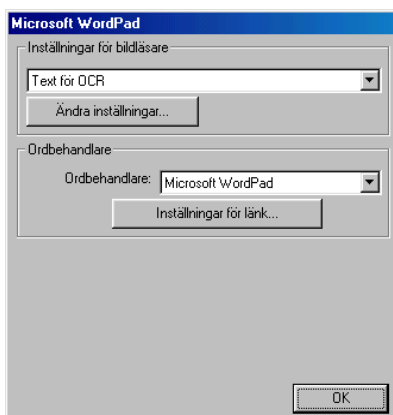 Microsoft WordPad
Inställningar för bildläsare
Text för OCR
Ändra inställningar...
Ordbehandlare
Ordbehandlare: Microsoft WordPad
Inställningar för länk...
OK